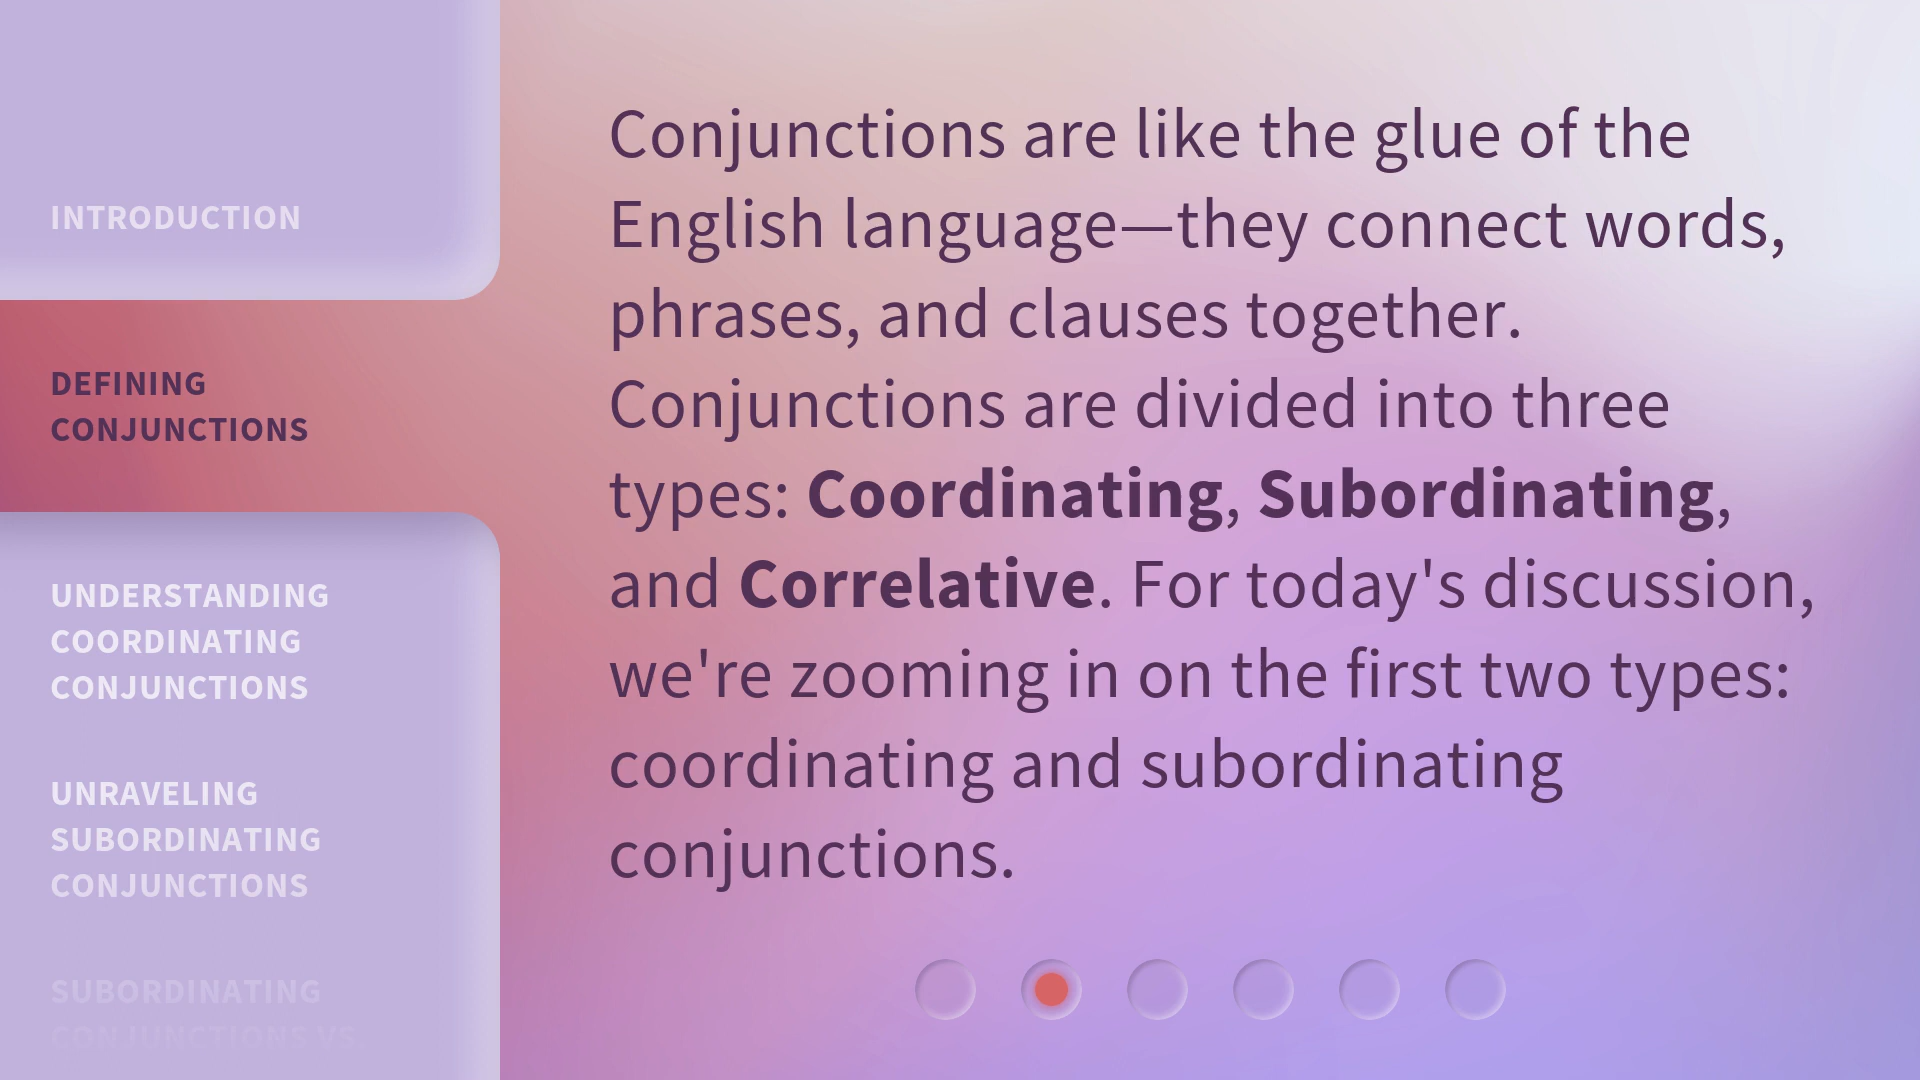 INTRODUCTION
DEFINING
CONJUNCTIONS
UNDERSTANDING
COORDINATING
CONJUNCTIONS
UNRAVELING
SUBORDINATING
CONJUNCTIONS
SUBORDINATING
CONJUNCTIONS VS.
Conjunctions are like the glue of the
English language—they connect words,
phrases, and clauses together.
Conjunctions are divided into three
types: Coordinating, Subordinating,
and Correlative. For today's discussion,
we're zooming in on the first two types:
coordinating and subordinating
conjunctions.